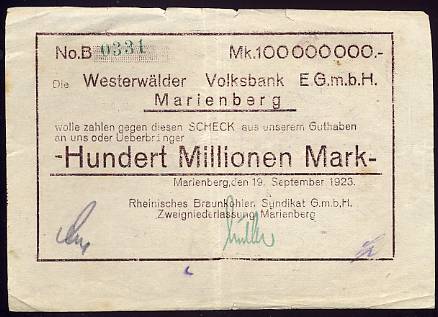 No.B 0331 Mk.100000000.-
Die Westerwälder Volksbank E G.m.b.H.
Marienberg
wolle zahlen gegen diesen SCHECK aus unserem Guthaben
an uns oder Ueberbringer
-Hundert Millionen Mark-
Marienberg,den 19. September 1923.
Rheinisches Braunkohlen Syndikat G.m.b.H.
Zweigniederlassung Marienberg